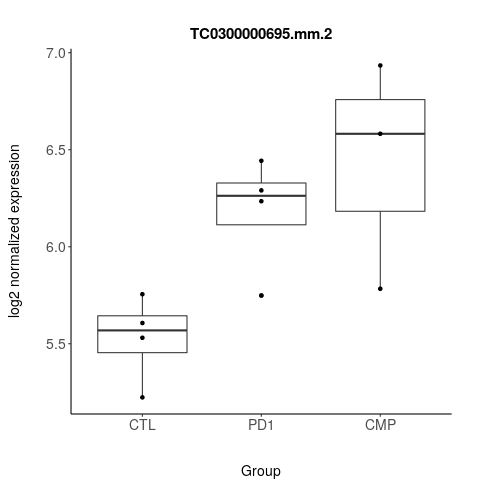 TC0300000695.mm.2
log2 normalized expression
7.0
6.5
6.0
5.5
CTL PD1 CMP
Group